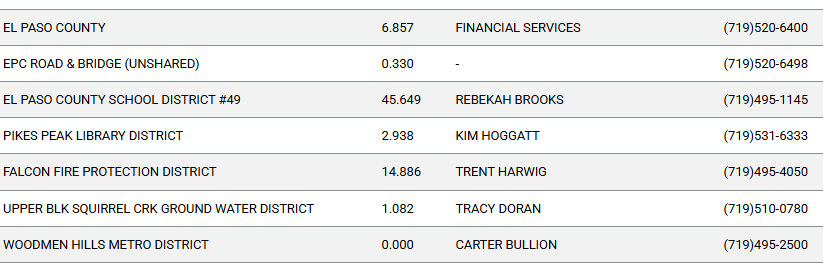 EL PASO COUNTY 6.857 FINANCIAL SERVICES (719)520-6400
EPC ROAD & BRIDGE (UNSHARED) 0.330 - (719)520-6498
EL PASO COUNTY SCHOOL DISTRICT #49 45.649 REBEKAH BROOKS (719)495-1145
PIKES PEAK LIBRARY DISTRICT 2.938 KIM HOGGATT (719)531-6333
FALCON FIRE PROTECTION DISTRICT 14.886 TRENT HARWIG (719)495-4050
UPPER BLK SQUIRREL CRK GROUND WATER DISTRICT 1.082 TRACY DORAN (719)510-0780
WOODMEN HILLS METRO DISTRICT 0.000 CARTER BULLION (719)495-2500